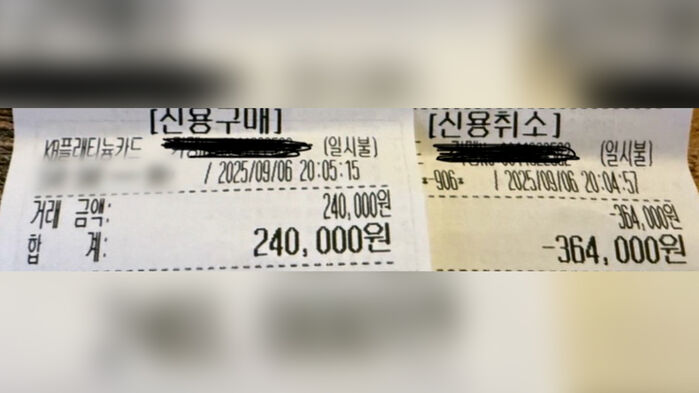 [신용구매]
KB플래티늄카드 (일시불)
/ 2025/09/06 20:05:15
거래 금액: 240,000원
합 계: 240,000원
[신용취소]
(일시불)
*-906* / 2025/09/06 20:04:57
-364,000원
-364,000원